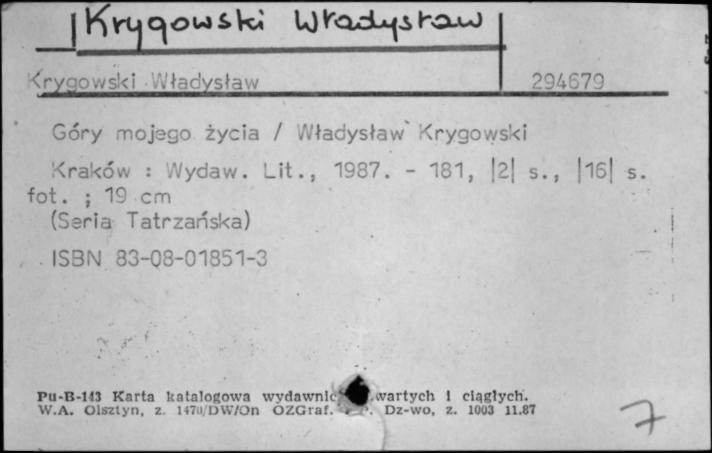 Krygowski Władysław
Krygowski Władysław 294679
Góry mojego życia / Władysław Krygowski
Kraków : Wydaw. Lit., 1987. - 181, |2| s., |16| s.
fot. ; 19 cm
(Seria Tatrzańska)
ISBN 83-08-01851-3
Pu-B-143 Karta katalogowa wydawnic wartych i ciągłych.
W.A. Olsztyn, z. 1470/DW/On OZGraf. Dz-wo, z. 1003 11.87
7